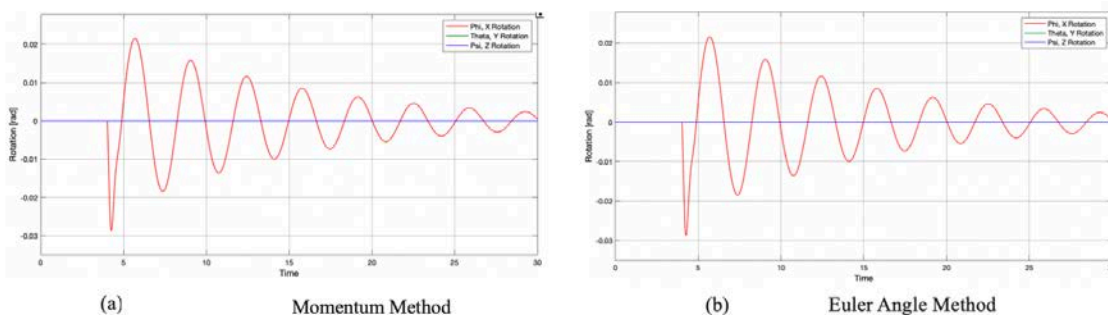 Phi, X Rotation
Theta, Y Rotation
Psi, Z Rotation
0.02
0.01
0
-0.01
-0.02
-0.03
Rotation [rad]
0 5 10 15 20 25 30
Time
(a) Momentum Method
Phi, X Rotation
Theta, Y Rotation
Psi, Z Rotation
0.02
0.01
0
-0.01
-0.02
-0.03
Rotation [rad]
0 5 10 15 20 25 30
Time
(b) Euler Angle Method